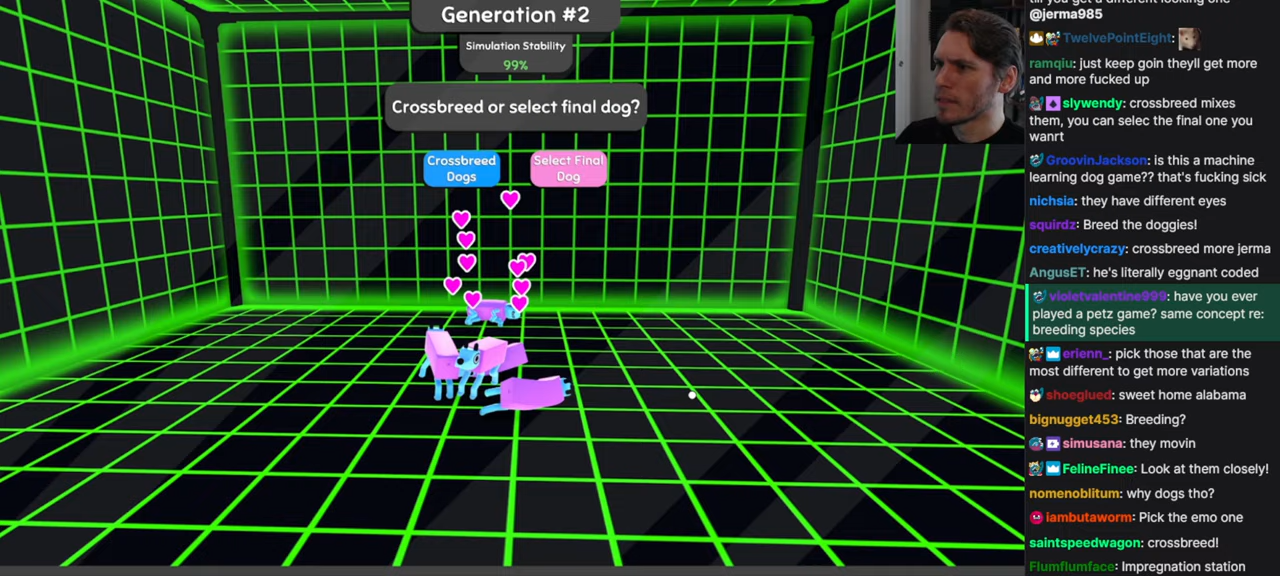 Generation #2
Simulation Stability
99%
Crossbreed or select final dog?
Crossbreed
Dogs
Select Final
Dog
till you get a different looking one
@jerma985
TwelvePointEight:
ramqiu: just keep goin theyll get more
and more fucked up
slywendy: crossbreed mixes
them, you can selec the final one you
wanrt
GroovinJackson: is this a machine
learning dog game?? that's fucking sick
nichsia: they have different eyes
squirdz: Breed the doggies!
creativelycrazy: crossbreed more jerma
AngusET: he's literally eggnant coded
violetvalentine999: have you ever
played a petz game? same concept re:
breeding species
erienn_: pick those that are the
most different to get more variations
shoeglued: sweet home alabama
bignugget453: Breeding?
simusana: they movin
FelineFinee: Look at them closely!
nomenoblitum: why dogs tho?
iambutaworm: Pick the emo one
saintspeedwagon: crossbreed!
Flumflumface: Impregnation station